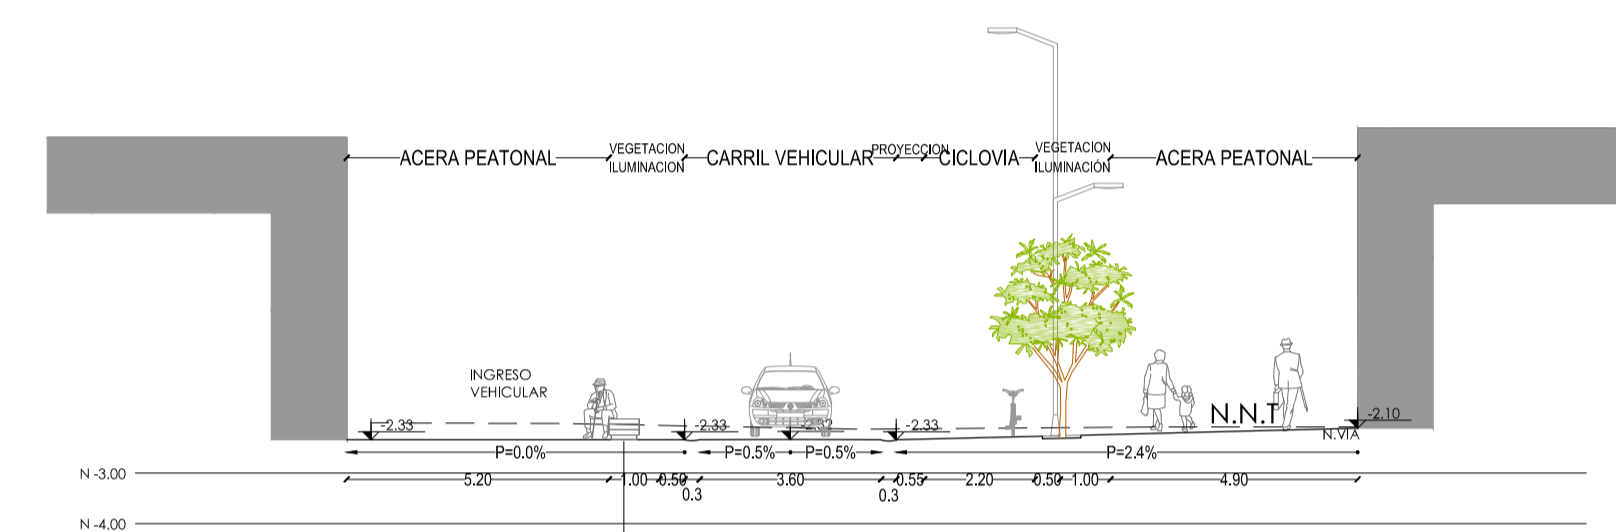 ACERA PEATONAL
VEGETACION
ILUMINACION
CARRIL VEHICULAR
PROYECCION
CICLOVIA
VEGETACION
ILUMINACIÓN
ACERA PEATONAL
INGRESO
VEHICULAR
-2.33
-2.33
-2.33
N.N.T
-2.10
N.VIA
P=0.0%
P=0.5%
P=0.5%
P=2.4%
N -3.00
5.20
1.00
0.50
0.3
3.60
0.3
0.55
2.20
0.50
1.00
4.90
N -4.00